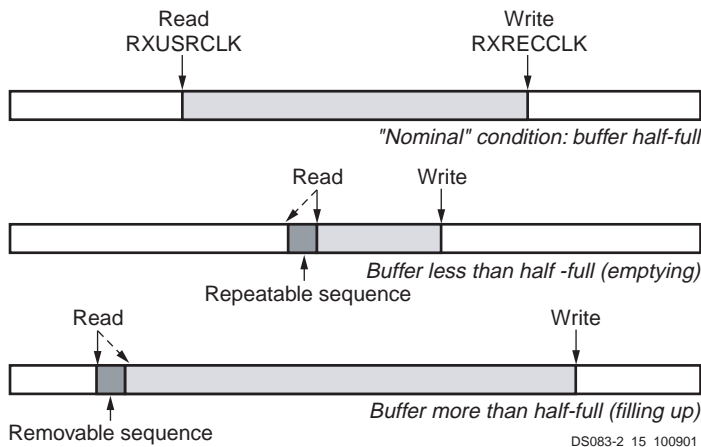 Read Write
RXUSRCLK RXRECCLK
"Nominal" condition: buffer half-full
Read Write
Buffer less than half -full (emptying)
Repeatable sequence
Read Write
Buffer more than half-full (filling up)
Removable sequence
DS083-2_15_100901